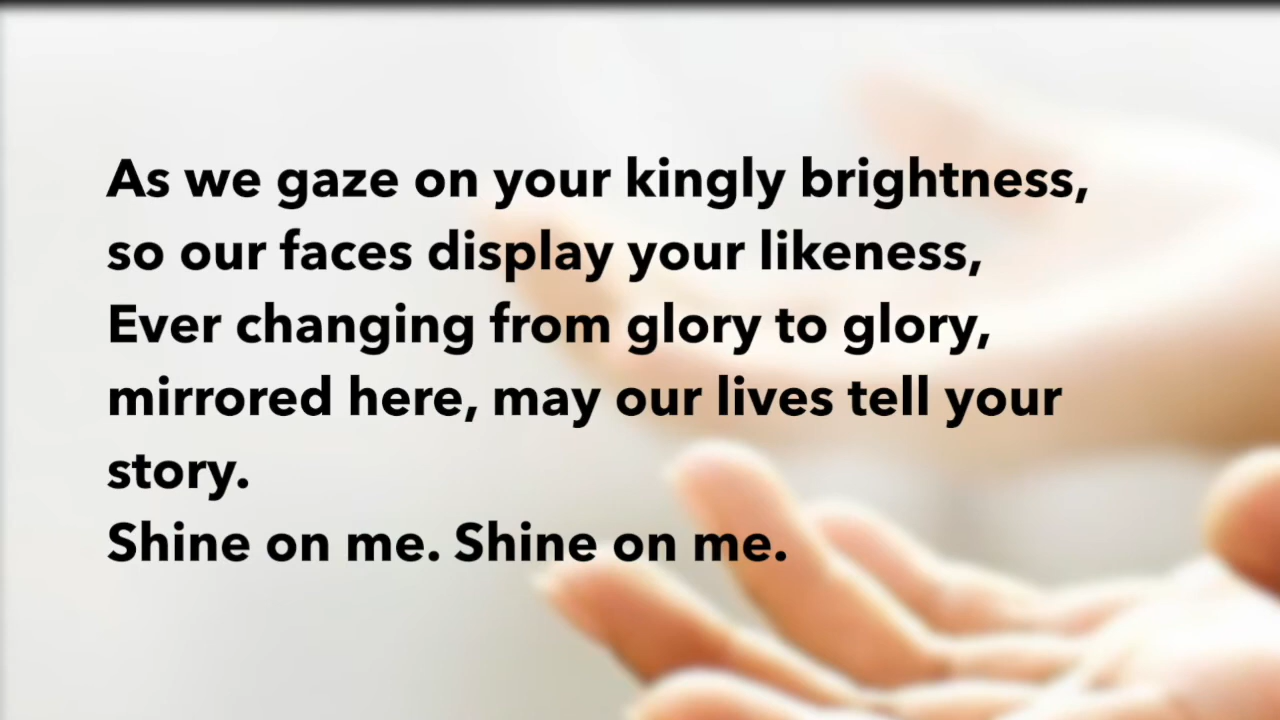 As we gaze on your kingly brightness,
so our faces display your likeness,
Ever changing from glory to glory,
mirrored here, may our lives tell your
story.
Shine on me. Shine on me.